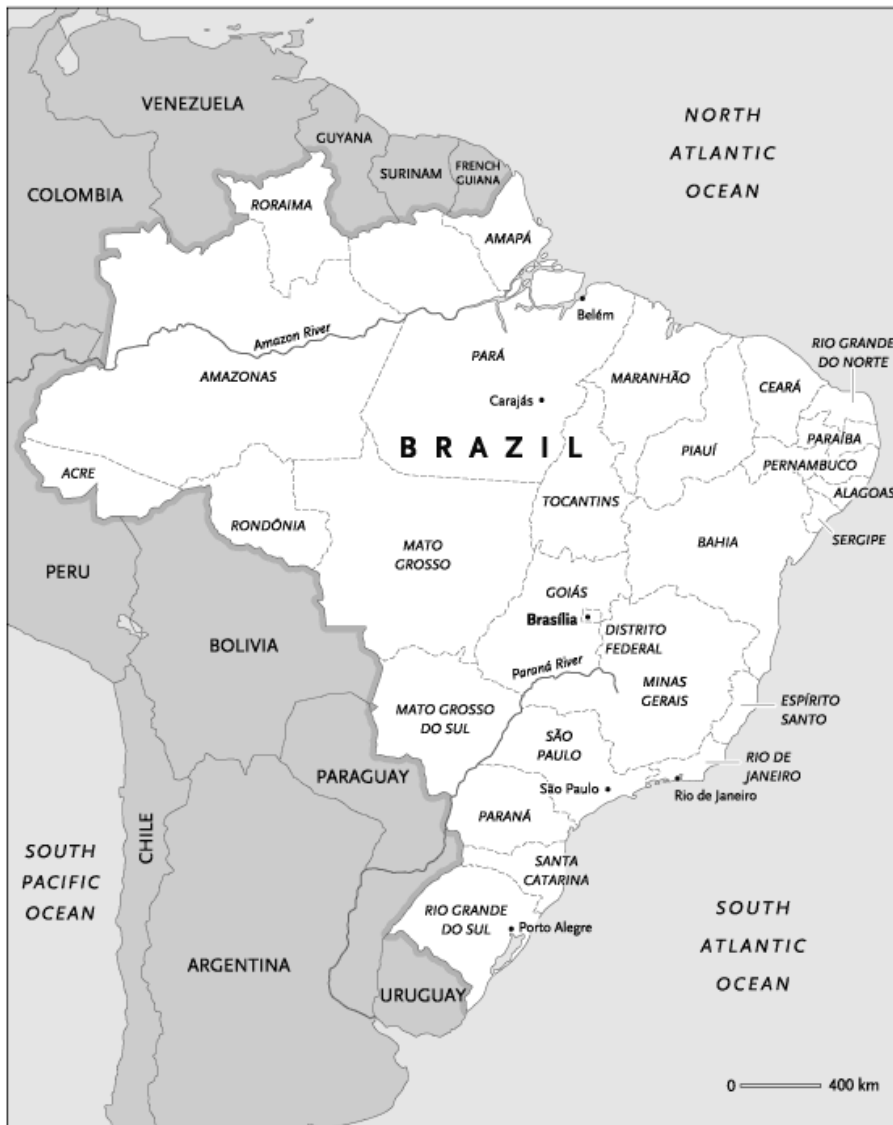 VENEZUELA
GUYANA
SURINAM
FRENCH
GUIANA
COLOMBIA
RORAIMA
AMAPÁ
NORTH
ATLANTIC
OCEAN
Belém
Amazon River
AMAZONAS
PARÁ
MARANHÃO
CEARÁ
RIO GRANDE
DO NORTE
Carajás
BRAZIL
PIAUÍ
PARAÍBA
PERNAMBUCO
ALAGOAS
SERGIPE
ACRE
RONDÔNIA
TOCANTINS
MATO
GROSSO
BAHIA
PERU
GOIÁS
Brasília
DISTRITO
FEDERAL
BOLIVIA
Paraná River
MINAS
GERAIS
MATO GROSSO
DO SUL
ESPÍRITO
SANTO
SÃO
PAULO
RIO DE
JANEIRO
PARAGUAY
São Paulo
Rio de Janeiro
PARANÁ
CHILE
SOUTH
PACIFIC
OCEAN
SANTA
CATARINA
RIO GRANDE
DO SUL
Porto Alegre
SOUTH
ATLANTIC
OCEAN
ARGENTINA
URUGUAY
0
400 km